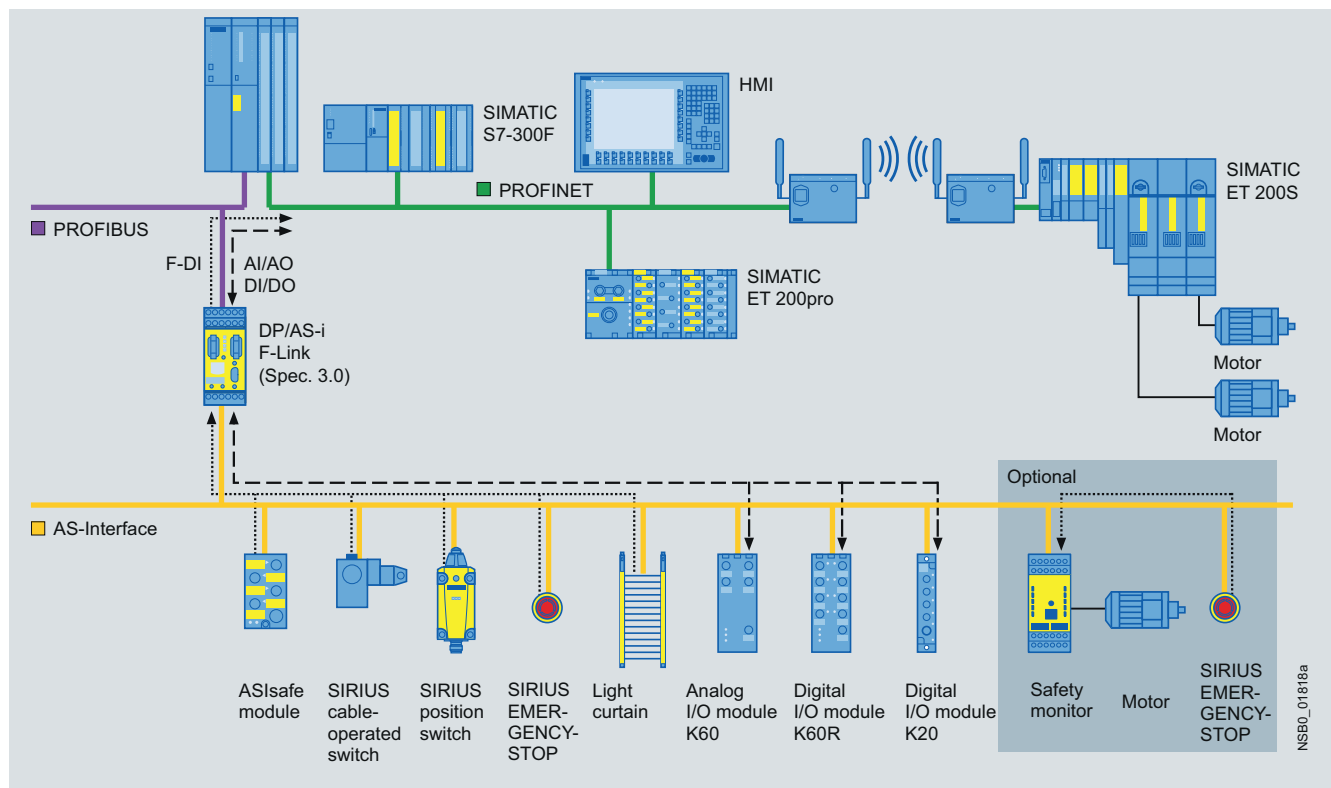 HMI
SIMATIC
S7-300F
PROFINET
SIMATIC
ET 200S
PROFIBUS
F-DI
AI/AO
DI/DO
SIMATIC
ET 200pro
DP/AS-i
F-Link
(Spec. 3.0)
Motor
Motor
Optional
AS-Interface
ASIsafe
module
SIRIUS
cable-
operated
switch
SIRIUS
position
switch
SIRIUS
EMER-
GENCY-
STOP
Light
curtain
Analog
I/O module
K60
Digital
I/O module
K60R
Digital
I/O module
K20
Safety
monitor
Motor
SIRIUS
EMER-
GENCY-
STOP
NSB0_01818a